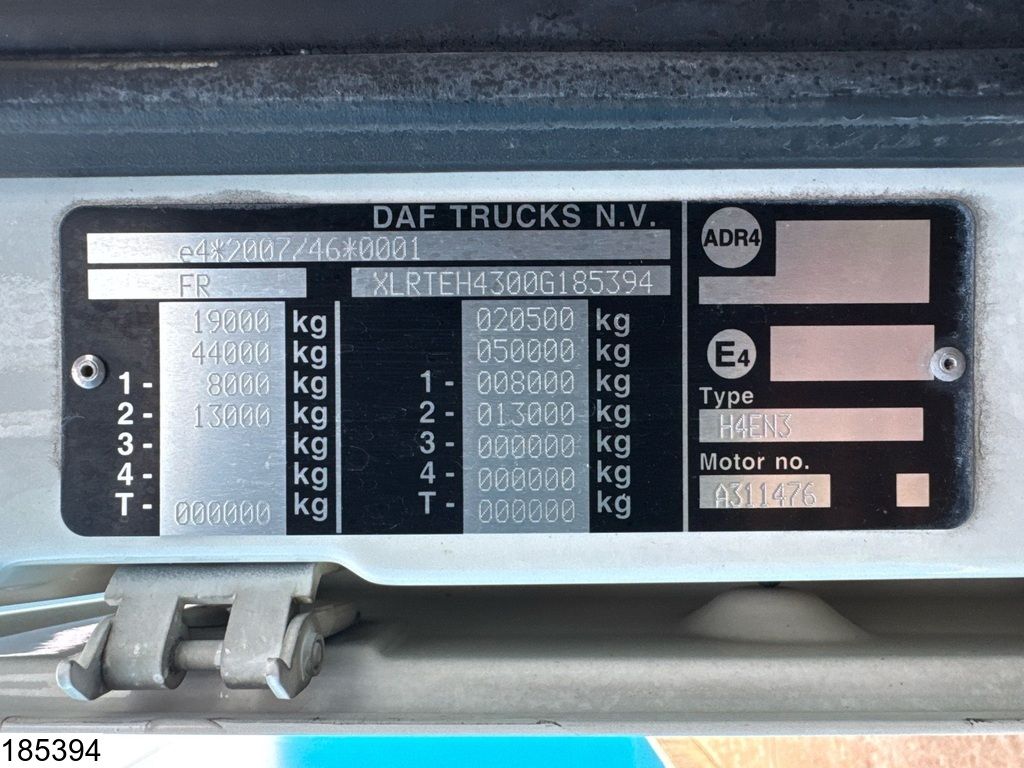 DAF TRUCKS N.V.
e4*2007/46*0001
FR XLRTEH4300G185394
19000 kg 020500 kg
44000 kg 050000 kg
1- 8000 kg 1- 008000 kg
2- 13000 kg 2- 013000 kg
3- kg 3- 000000 kg
4- kg 4- 000000 kg
T- 000000 kg T- 000000 kg
ADR4
E4
Type
H4EN3
Motor no.
A311476
185394